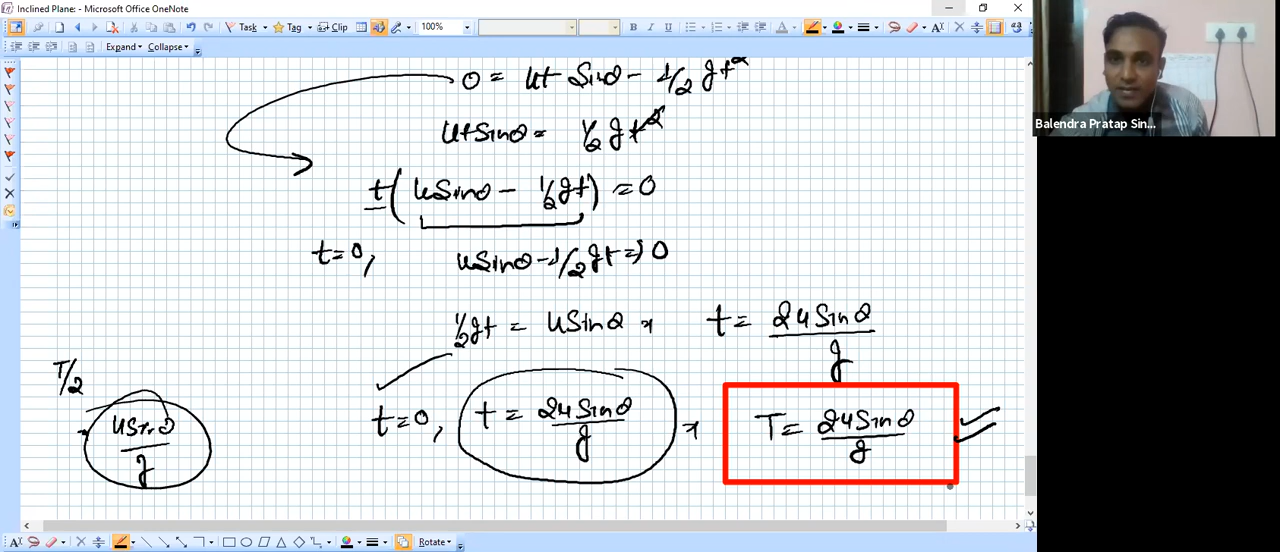 Inclined Plane: - Microsoft Office OneNote
Task
Tag
Clip
100%
B I U
Expand Collapse
0 = ut Sinθ - 1/2 gt²
utSinθ = 1/2 gt²
t(uSinθ - 1/2gt) = 0
t=0, uSinθ - 1/2gt => 0
1/2gt = uSinθ
t = 2uSinθ/g
T/2
uSinθ/g
t=0, t = 2uSinθ/g
T = 2uSinθ/g
Rotate
Balendra Pratap Sin...